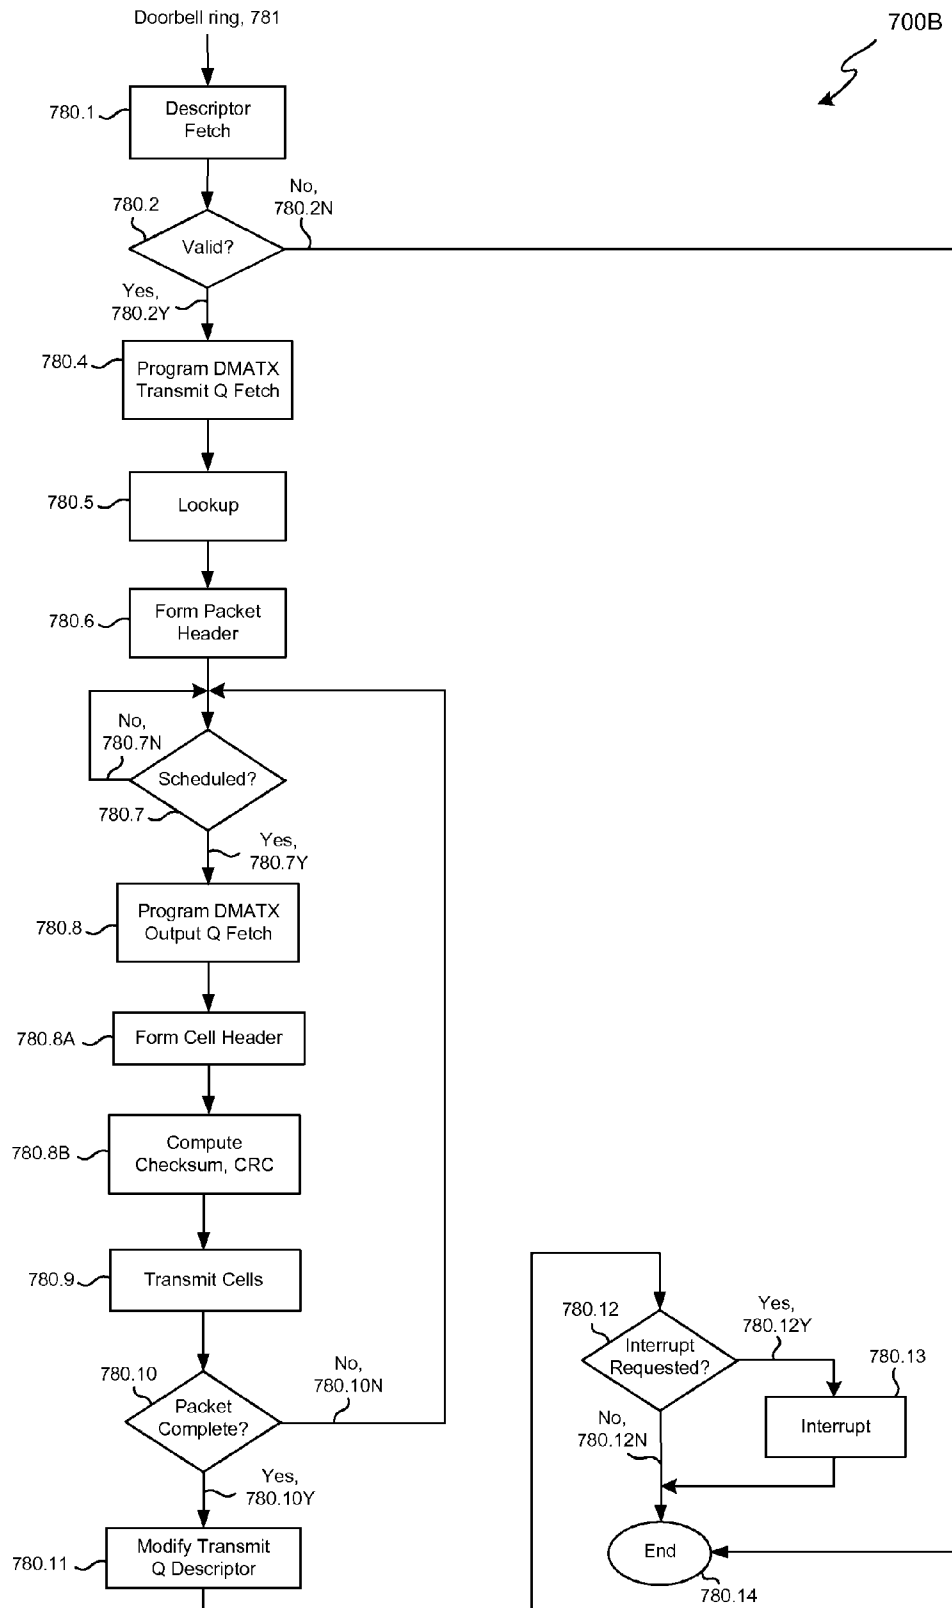 Doorbell ring, 781
700B
780.1
Descriptor
Fetch
No,
780.2N
780.2
Valid?
Yes,
780.2Y
780.4
Program DMATX
Transmit Q Fetch
780.5
Lookup
780.6
Form Packet
Header
No,
780.7N
Scheduled?
780.7
Yes,
780.7Y
780.8
Program DMATX
Output Q Fetch
780.8A
Form Cell Header
780.8B
Compute
Checksum, CRC
780.9
Transmit Cells
780.10
Packet
Complete?
No,
780.10N
Yes,
780.10Y
780.11
Modify Transmit
Q Descriptor
780.12
Interrupt
Requested?
Yes,
780.12Y
780.13
Interrupt
No,
780.12N
End
780.14